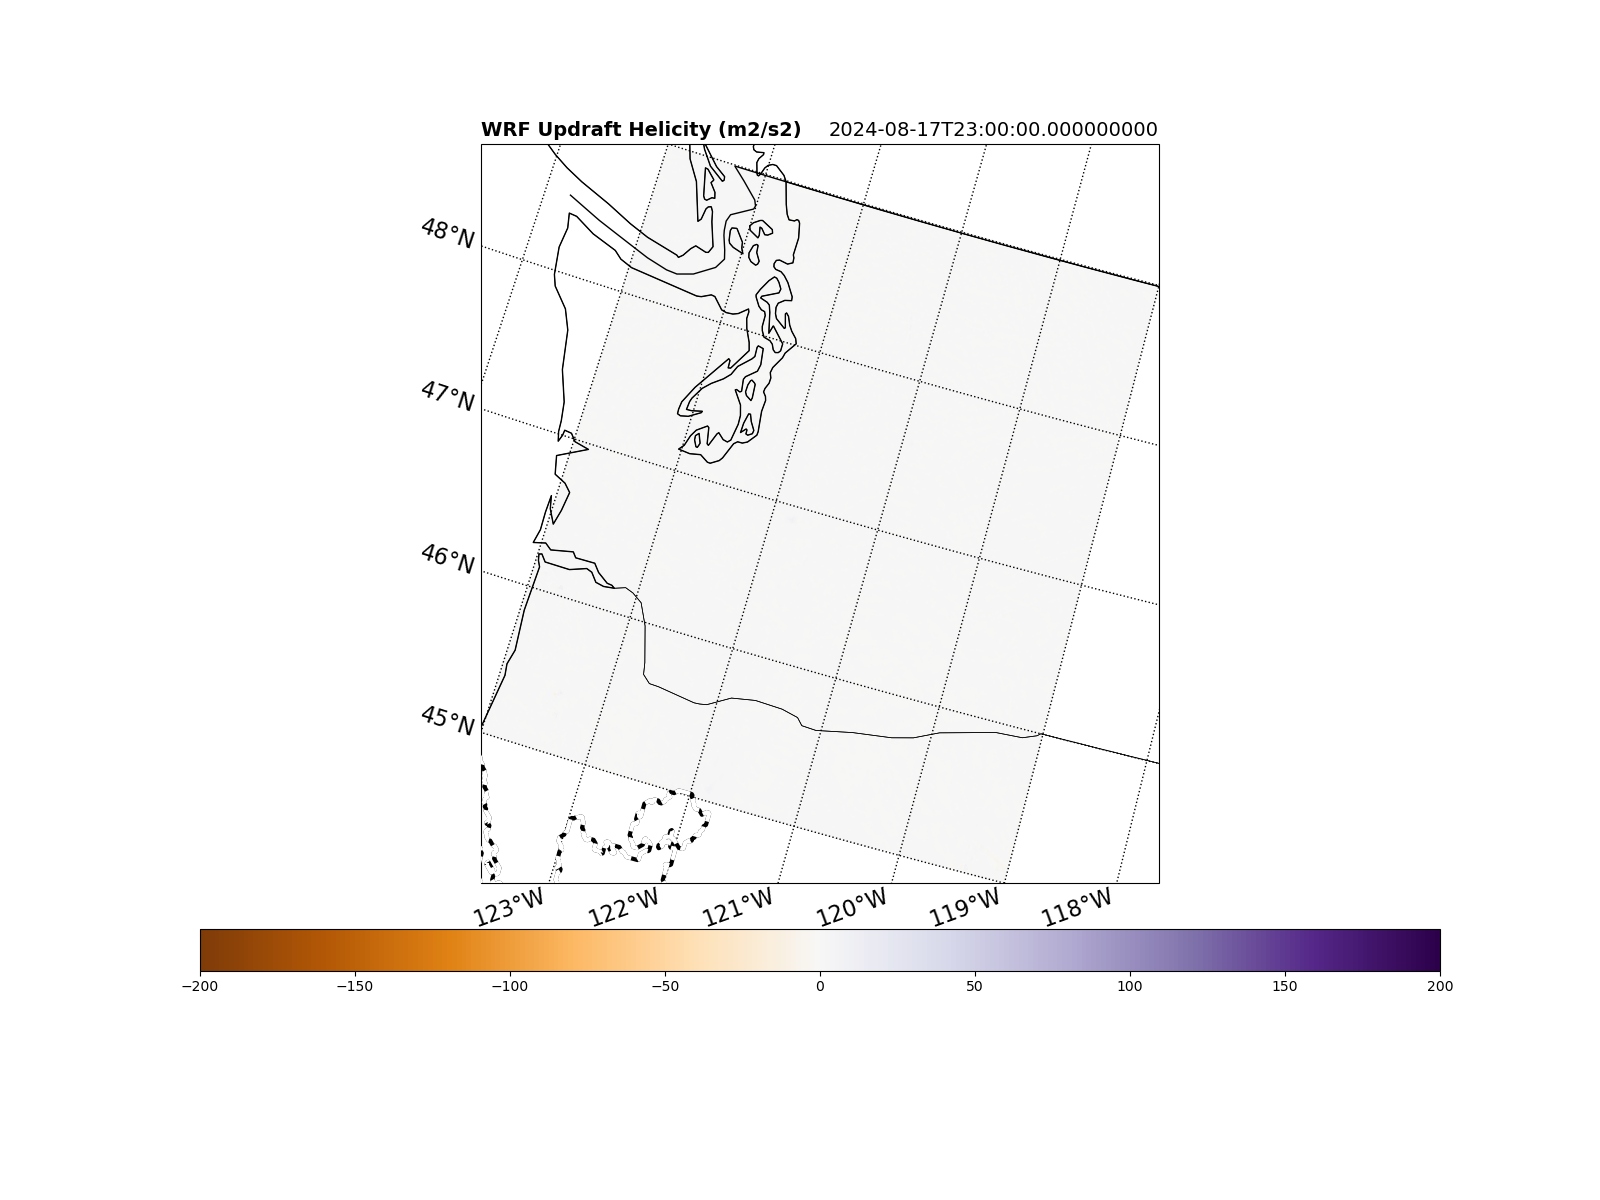 WRF Updraft Helicity (m2/s2) 2024-08-17T23:00:00.000000000
48°N
47°N
46°N
45°N
123°W 122°W 121°W 120°W 119°W 118°W
−200 −150 −100 −50 0 50 100 150 200